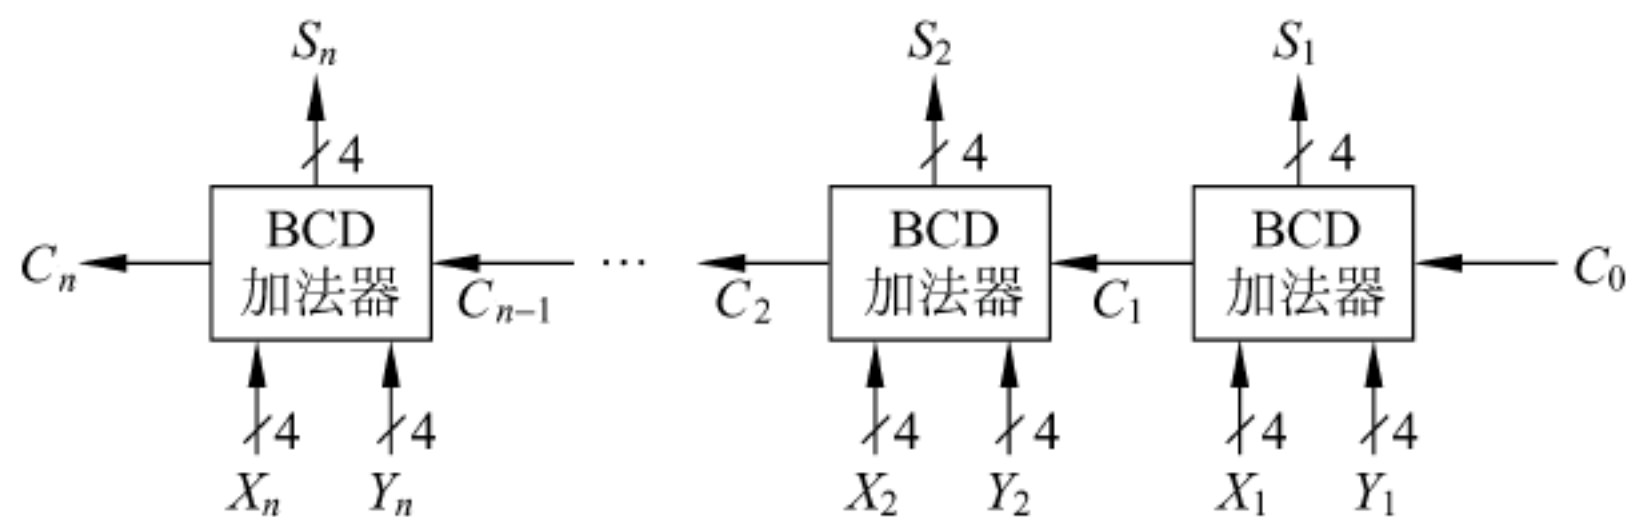 Sn S2 S1
4 4 4
BCD BCD BCD
加法器 加法器 加法器
Cn Cn−1 … C2 C1 C0
4 4 4 4 4 4
Xn Yn X2 Y2 X1 Y1